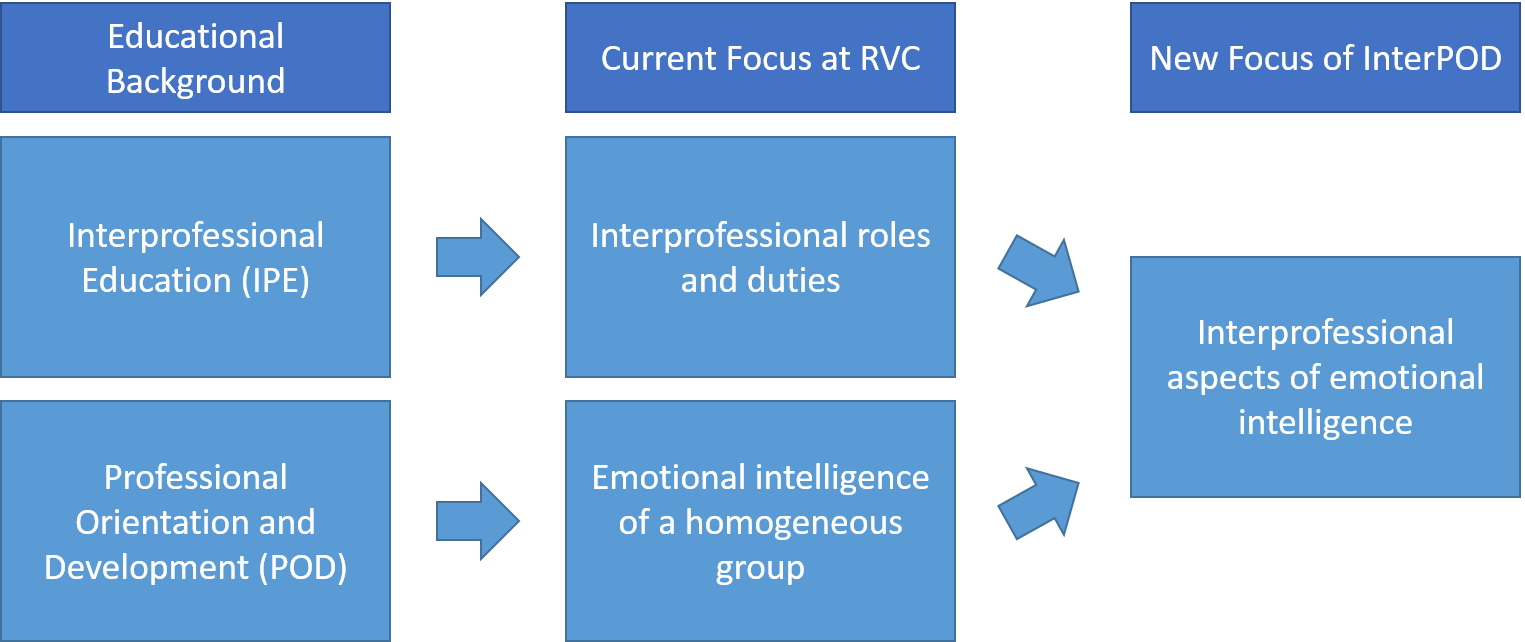 Educational
Background
Current Focus at RVC
New Focus of InterPOD
Interprofessional
Education (IPE)
Interprofessional roles
and duties
Interprofessional
aspects of emotional
intelligence
Professional
Orientation and
Development (POD)
Emotional intelligence
of a homogeneous
group